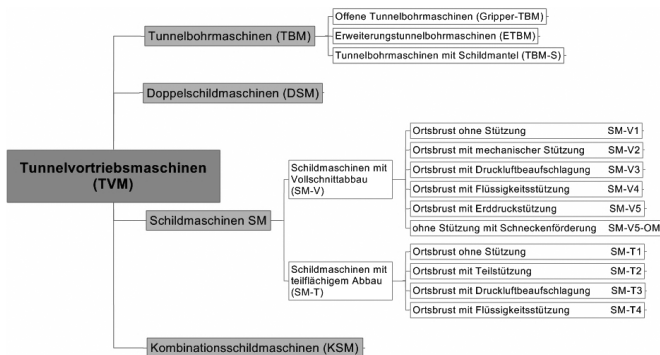 Tunnelvortriebsmaschinen
(TVM)
Tunnelbohrmaschinen (TBM)
Offene Tunnelbohrmaschinen (Gripper-TBM)
Erweiterungstunnelbohrmaschinen (ETBM)
Tunnelbohrmaschinen mit Schildmantel (TBM-S)
Doppelschildmaschinen (DSM)
Schildmaschinen SM
Schildmaschinen mit
Vollschnittabbau
(SM-V)
Ortsbrust ohne Stützung SM-V1
Ortsbrust mit mechanischer Stützung SM-V2
Ortsbrust mit Druckluftbeaufschlagung SM-V3
Ortsbrust mit Flüssigkeitsstützung SM-V4
Ortsbrust mit Erddruckstützung SM-V5
ohne Stützung mit Schneckenförderung SM-V5-OM
Schildmaschinen mit
teilflächigem Abbau
(SM-T)
Ortsbrust ohne Stützung SM-T1
Ortsbrust mit Teilstützung SM-T2
Ortsbrust mit Druckluftbeaufschlagung SM-T3
Ortsbrust mit Flüssigkeitsstützung SM-T4
Kombinationsschildmaschinen (KSM)